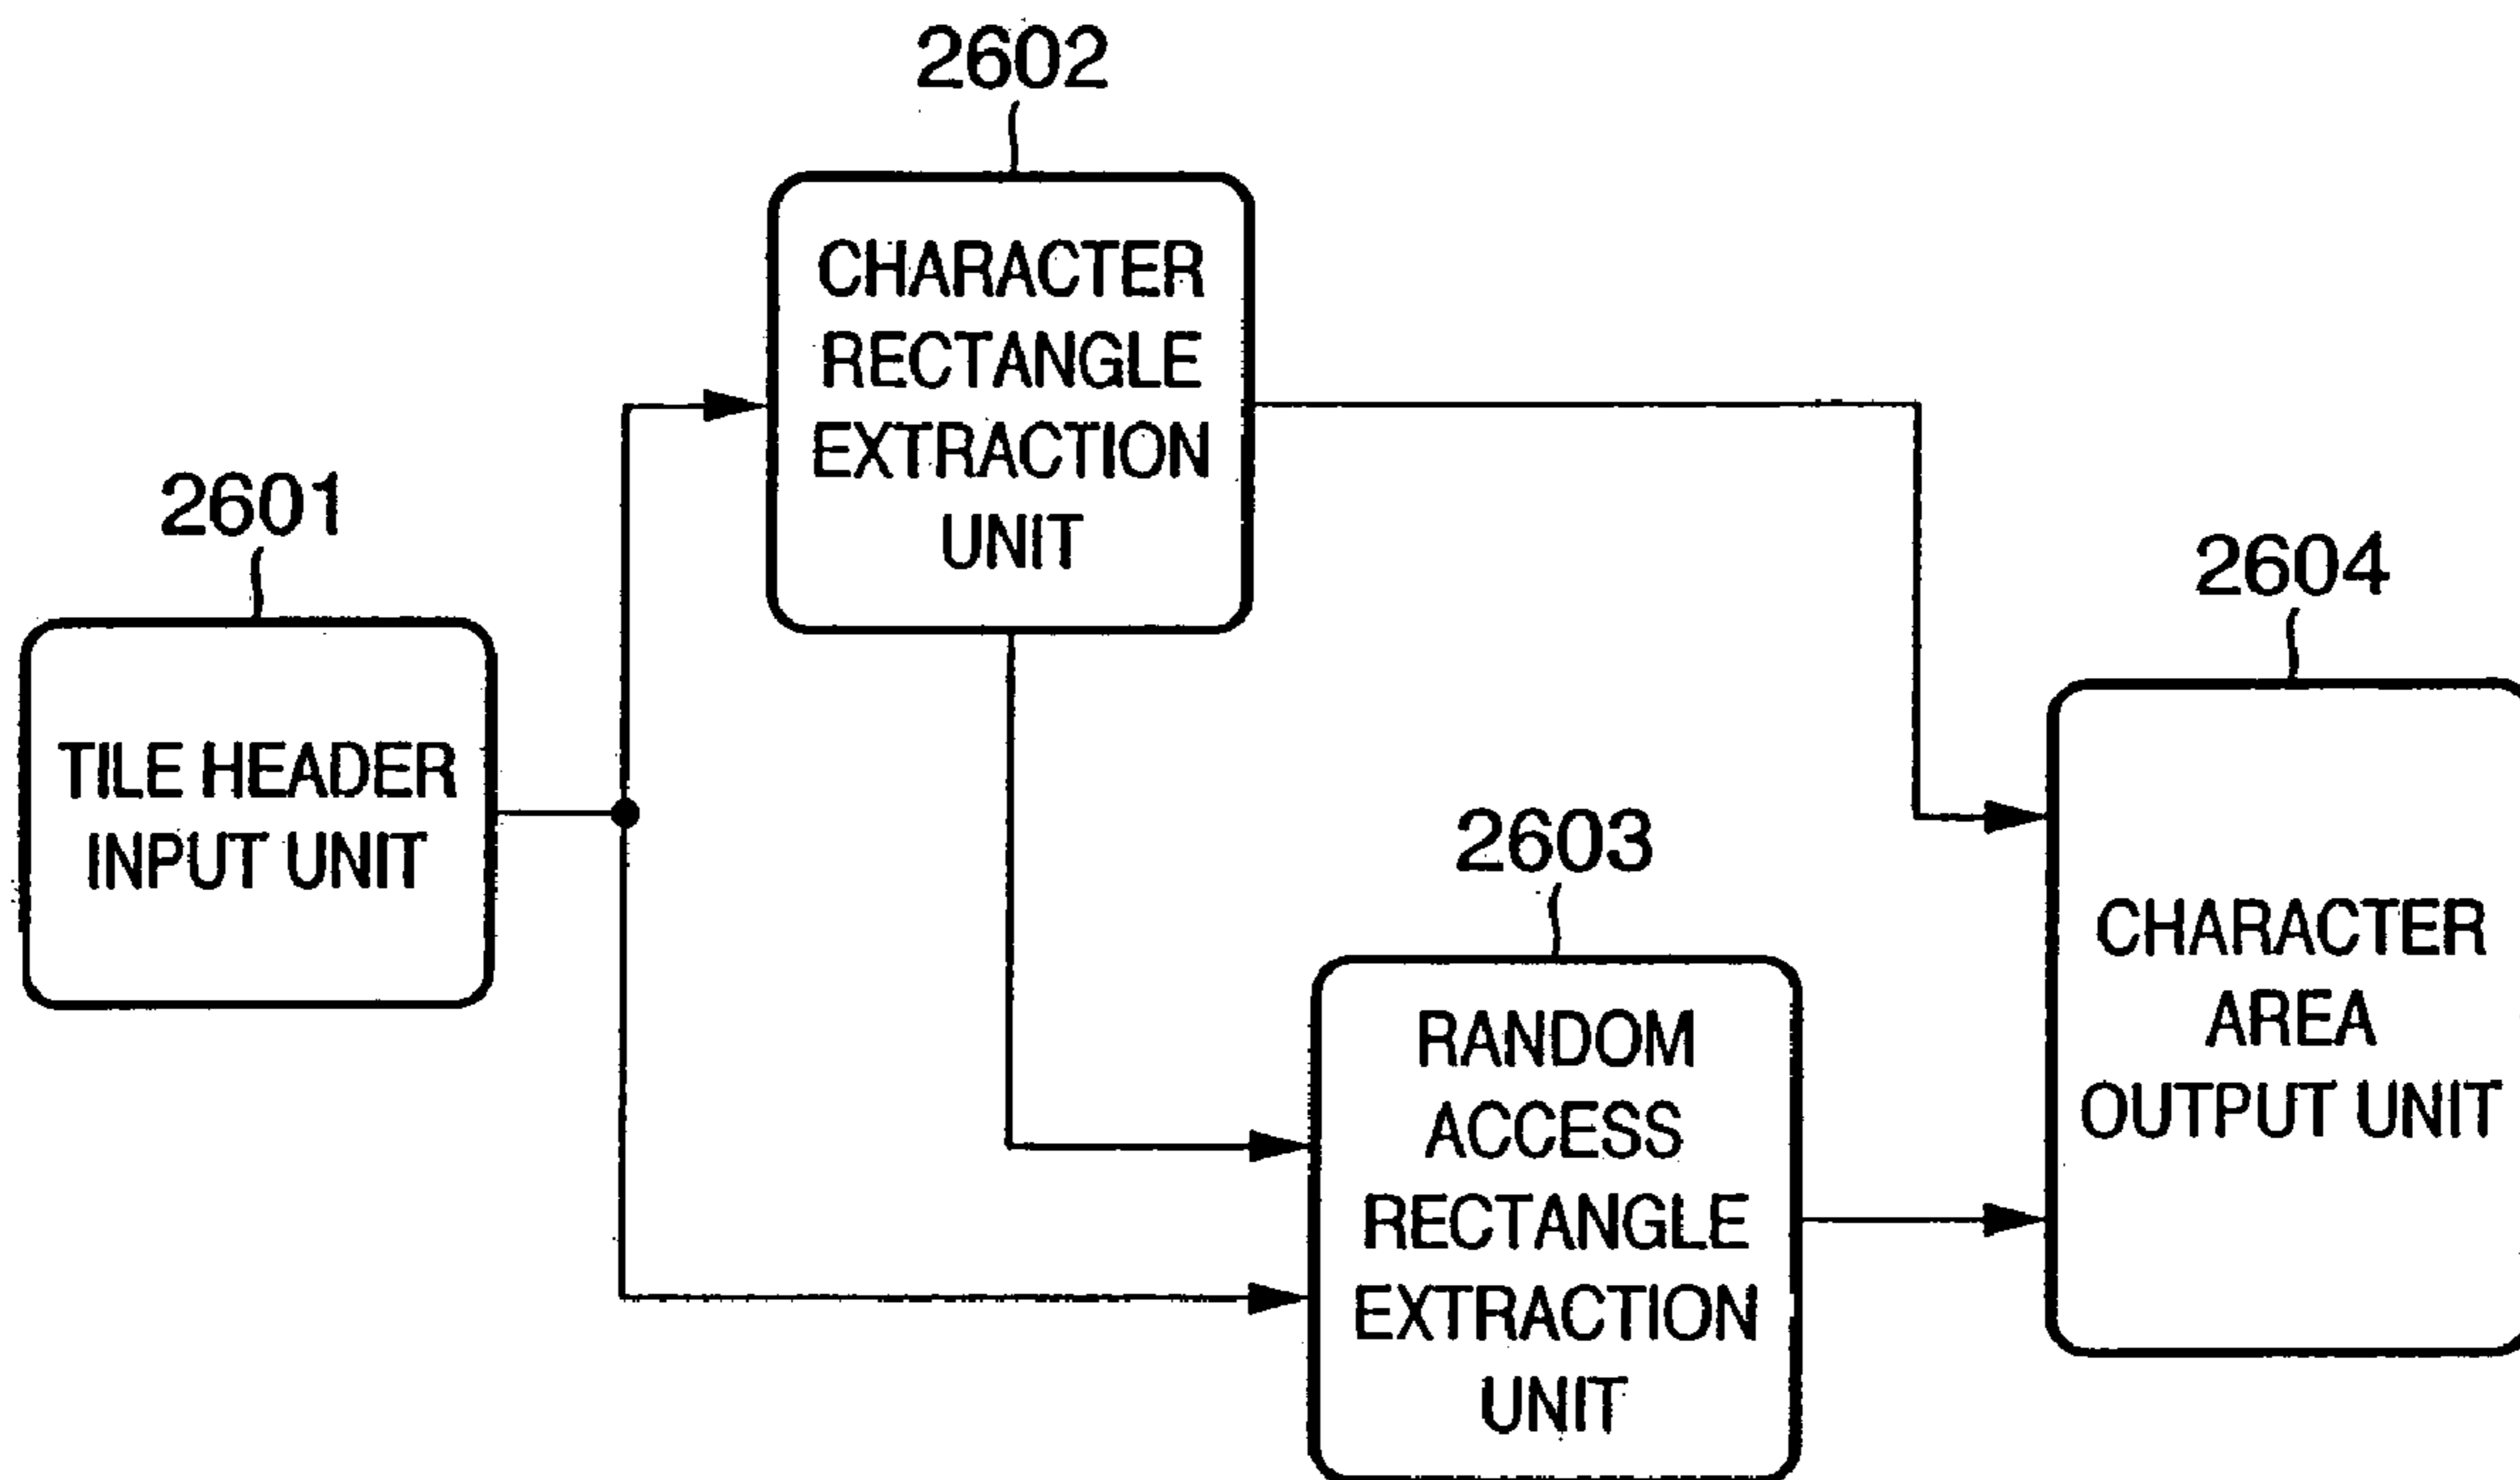 2602
CHARACTER
RECTANGLE
EXTRACTION
UNIT
2601
TILE HEADER
INPUT UNIT
2604
CHARACTER
AREA
OUTPUT UNIT
2603
RANDOM
ACCESS
RECTANGLE
EXTRACTION
UNIT